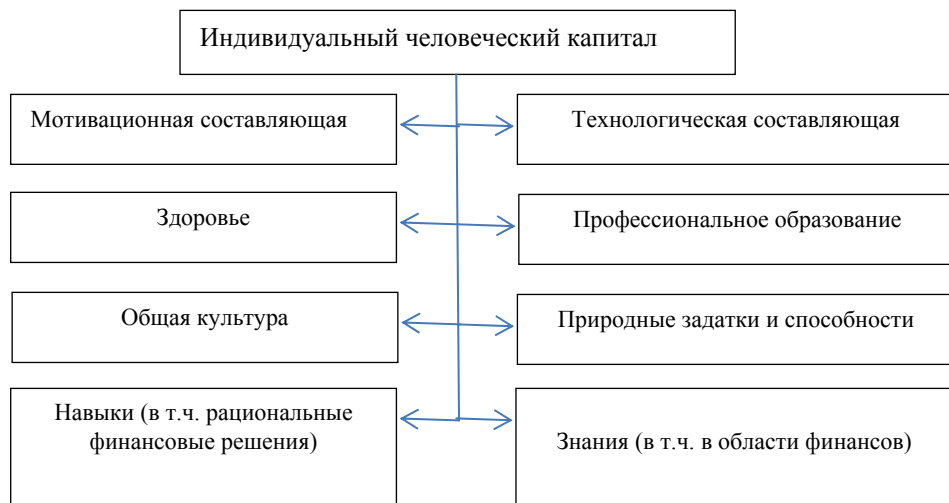 Индивидуальный человеческий капитал
Мотивационная составляющая
Технологическая составляющая
Здоровье
Профессиональное образование
Общая культура
Природные задатки и способности
Навыки (в т.ч. рациональные
финансовые решения)
Знания (в т.ч. в области финансов)